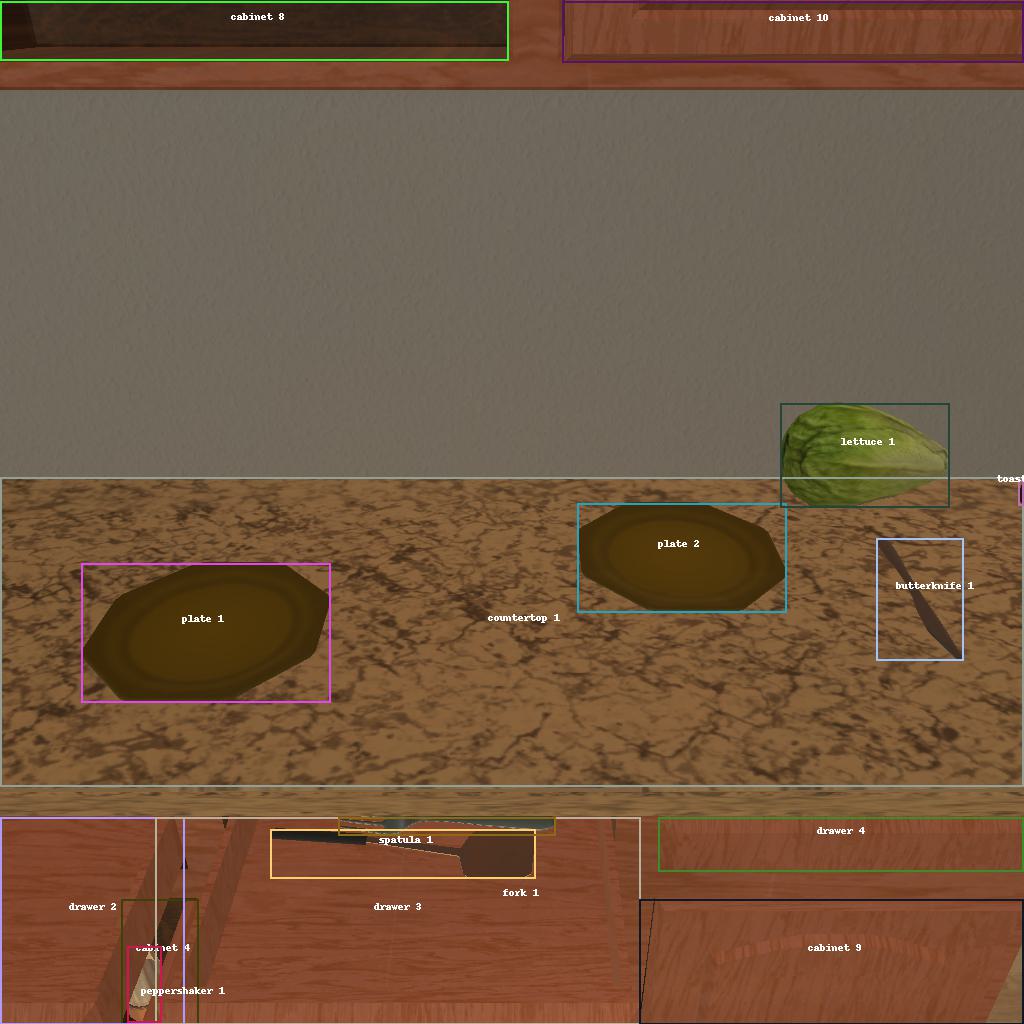 cabinet 8
cabinet 10
lettuce 1
toast
plate 2
butterknife 1
plate 1
countertop 1
drawer 4
spatula 1
fork 1
drawer 2
drawer 3
cabinet 4
cabinet 9
peppershaker 1